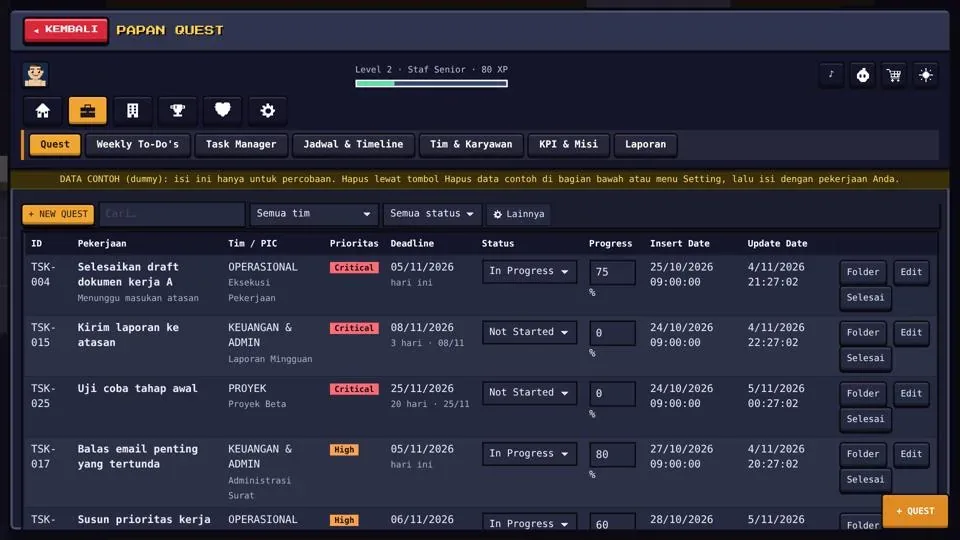 ◂ KEMBALI
PAPAN QUEST
Level 2 · Staf Senior · 80 XP
Quest
Weekly To-Do's
Task Manager
Jadwal & Timeline
Tim & Karyawan
KPI & Misi
Laporan
DATA CONTOH (dummy): isi ini hanya untuk percobaan. Hapus lewat tombol Hapus data contoh di bagian bawah atau menu Setting, lalu isi dengan pekerjaan Anda.
+ NEW QUEST
Cari…
Semua tim
Semua status
Lainnya
ID Pekerjaan Tim / PIC Prioritas Deadline Status Progress Insert Date Update Date
TSK-004
Selesaikan draft dokumen kerja A
Menunggu masukan atasan
OPERASIONAL
Eksekusi Pekerjaan
Critical
05/11/2026
hari ini
In Progress
75
%
25/10/2026 09:00:00
4/11/2026 21:27:02
Folder
Edit
Selesai
TSK-015
Kirim laporan ke atasan
KEUANGAN & ADMIN
Laporan Mingguan
Critical
08/11/2026
3 hari · 08/11
Not Started
0
%
24/10/2026 09:00:00
4/11/2026 22:27:02
Folder
Edit
Selesai
TSK-025
Uji coba tahap awal
PROYEK
Proyek Beta
Critical
25/11/2026
20 hari · 25/11
Not Started
0
%
24/10/2026 09:00:00
5/11/2026 00:27:02
Folder
Edit
Selesai
TSK-017
Balas email penting yang tertunda
KEUANGAN & ADMIN
Administrasi Surat
High
05/11/2026
hari ini
In Progress
80
%
27/10/2026 09:00:00
4/11/2026 20:27:02
Folder
Edit
Selesai
TSK-
Susun prioritas kerja
OPERASIONAL
High
06/11/2026
In Progress
60
28/10/2026
5/11/2026
Folder
+ QUEST